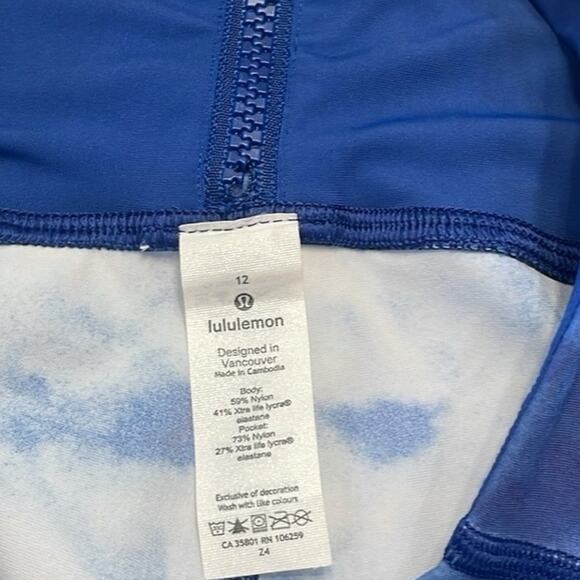 12
lululemon
Designed in
Vancouver
Made in Cambodia
Body:
59% Nylon
41% Xtra life lycra®
elastane
Pocket:
73% Nylon
27% Xtra life lycra®
elastane
Exclusive of decoration
Wash with like colours
CA 35801 RN 106259
Z4